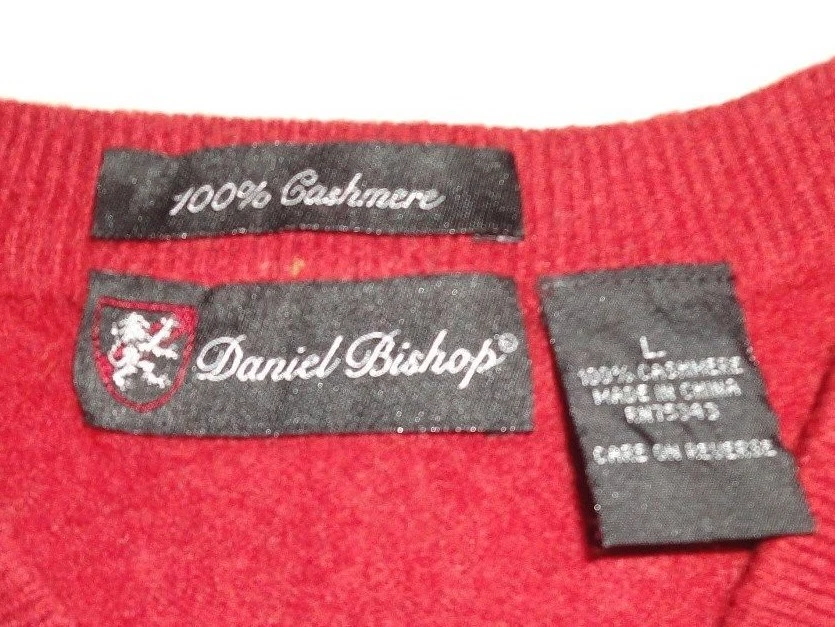 100% Cashmere
Daniel Bishop®
L
100% CASHMERE
MADE IN CHINA
CARE ON REVERSE